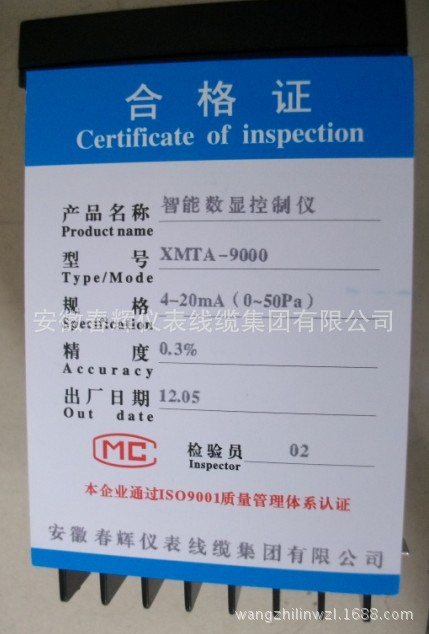 合格证
Certificate of inspection
产品名称 智能数显控制仪
Product name
型 号 XMTA-9000
Type/Mode
规 格 4-20mA（0~50Pa）
Specification
安徽春辉仪表线缆集团有限公司
精 度 0.3%
Accuracy
出厂日期 12.05
Out date
MC 检验员 02
Inspector
本企业通过ISO9001质量管理体系认证
安徽春辉仪表线缆集团有限公司
wangzhilinwzl.1688.com